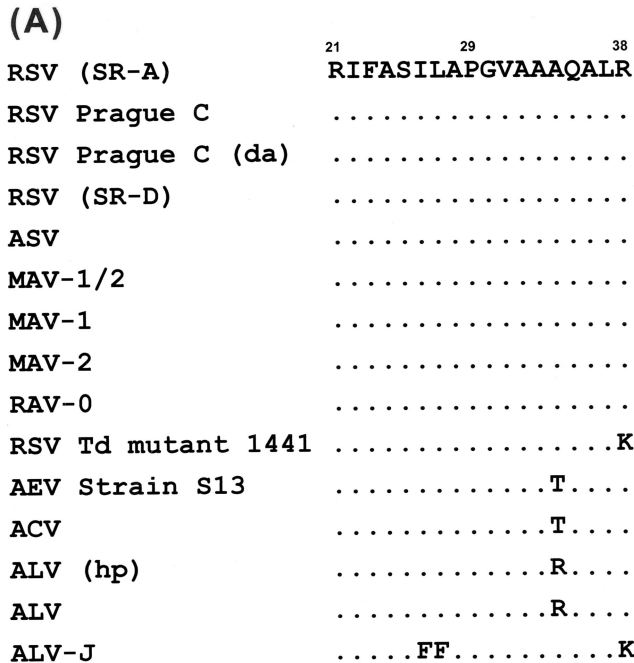 (A)
21 29 38
RSV (SR-A) RIFASILAPGVAAAQALR
RSV Prague C ..................
RSV Prague C (da) ..................
RSV (SR-D) ..................
ASV ..................
MAV-1/2 ..................
MAV-1 ..................
MAV-2 ..................
RAV-0 ..................
RSV Td mutant 1441 .................K
AEV Strain S13 .............T....
ACV .............T....
ALV (hp) .............R....
ALV .............R....
ALV-J .....FF..........K